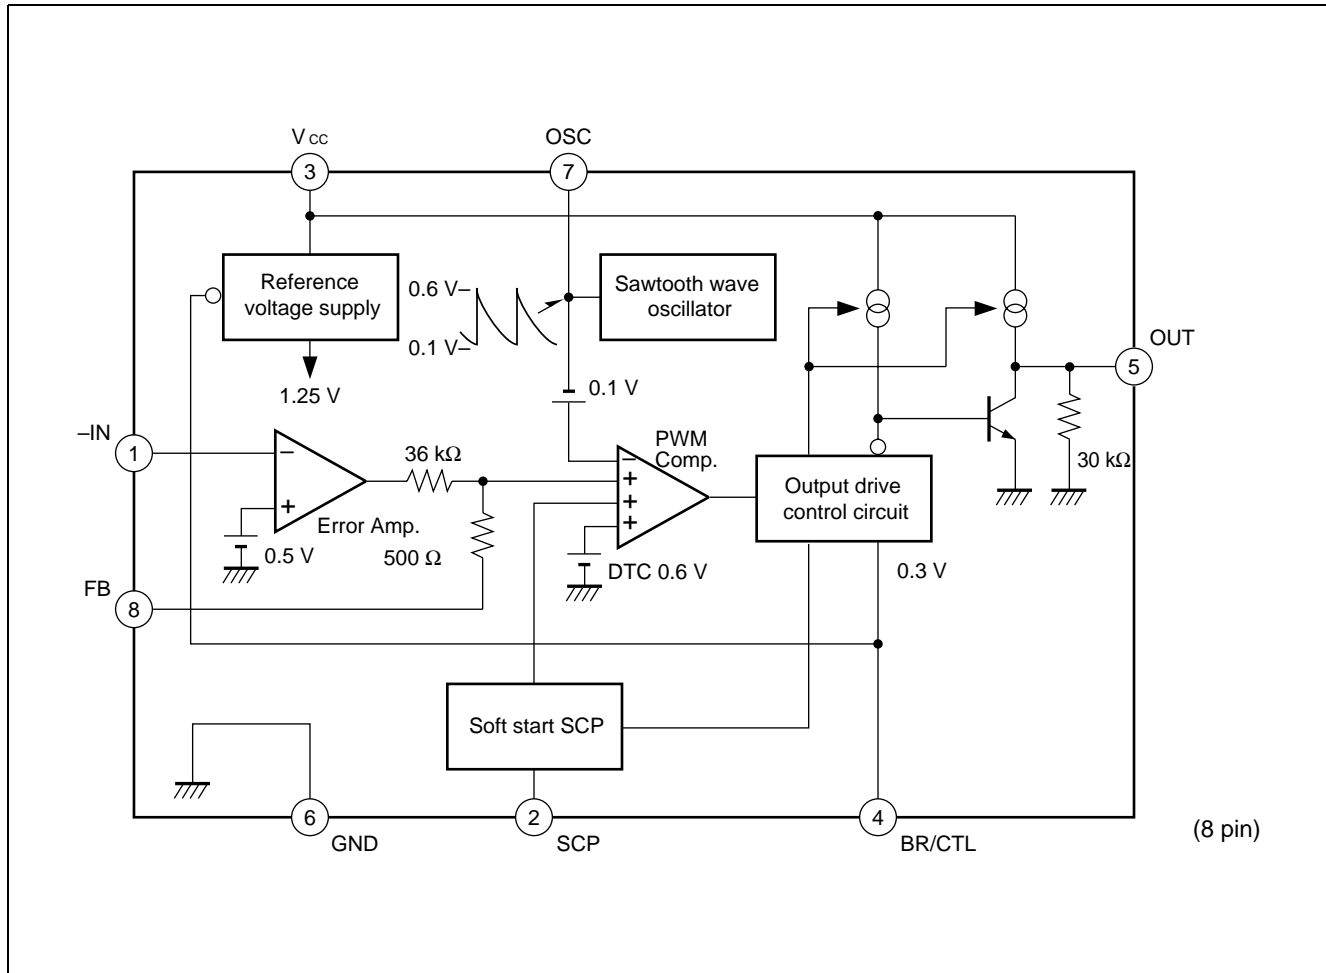 V CC
OSC
3
7
Reference
voltage supply
0.6 V
0.1 V
Sawtooth wave
oscillator
1.25 V
0.1 V
OUT
5
–IN
1
–
+
Error Amp.
0.5 V
36 kΩ
500 Ω
PWM
Comp.
–
+
+
+
DTC 0.6 V
Output drive
control circuit
30 kΩ
0.3 V
FB
8
Soft start SCP
6
GND
2
SCP
4
BR/CTL
(8 pin)